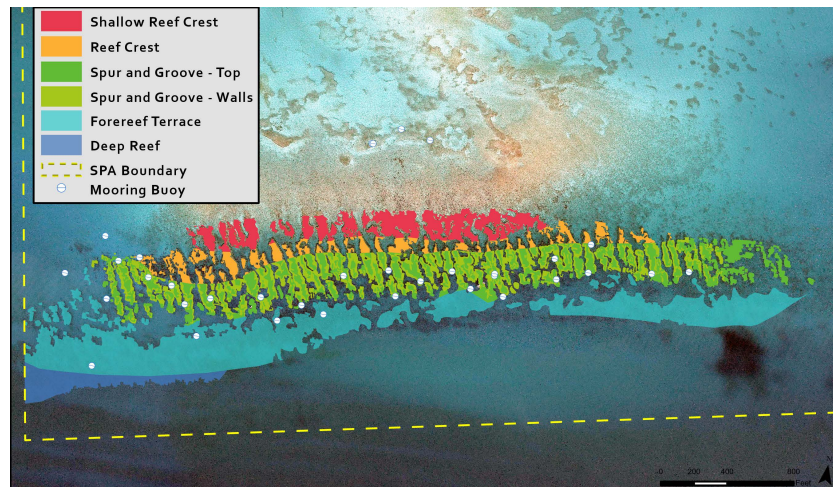 Shallow Reef Crest
Reef Crest
Spur and Groove - Top
Spur and Groove - Walls
Forereef Terrace
Deep Reef
SPA Boundary
Mooring Buoy
0 200 400 800
Feet